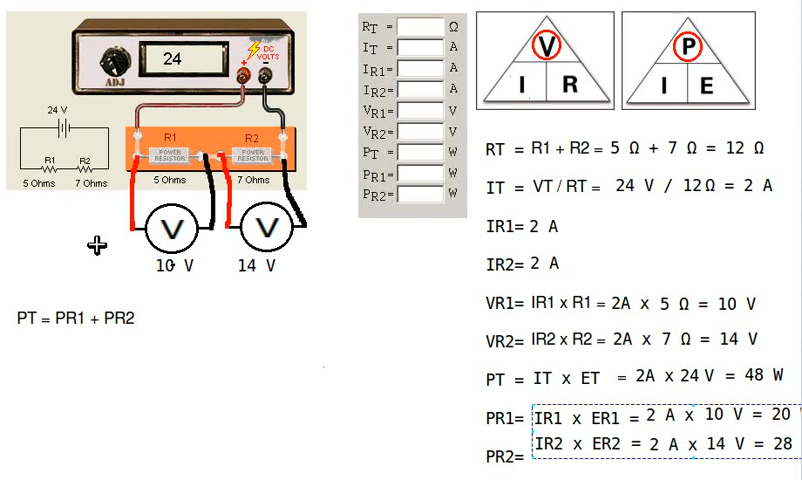 24
DC
VOLTS
+ -
ADJ
24 V
R1 R2
5 Ohms 7 Ohms
R1 R2
POWER RESISTOR POWER RESISTOR
5 Ohms 7 Ohms
V V
10 V 14 V
PT = PR1 + PR2
RT = Ω
IT = A
IR1= A
IR2= A
VR1= V
VR2= V
PT = W
PR1= W
PR2= W
V
I R
P
I E
RT = R1 + R2 = 5 Ω + 7 Ω = 12 Ω
IT = VT / RT = 24 V / 12Ω = 2 A
IR1= 2 A
IR2= 2 A
VR1= IR1 x R1 = 2A x 5 Ω = 10 V
VR2= IR2 x R2 = 2A x 7 Ω = 14 V
PT = IT x ET = 2A x 24 V = 48 W
PR1= IR1 x ER1 = 2 A x 10 V = 20
PR2= IR2 x ER2 = 2 A x 14 V = 28